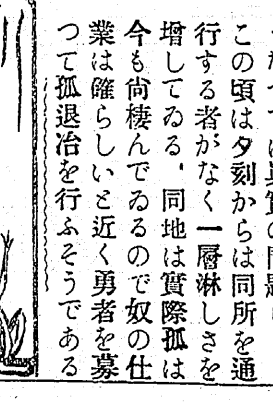 この頃は夕刻からは同所を通
行する者がなく一層淋しさを
增してゐる、同地は實際孤は
今も尙棲んでゐるので奴の仕
業は確らしいと近く勇者を募
つて孤退冶を行ふそうである